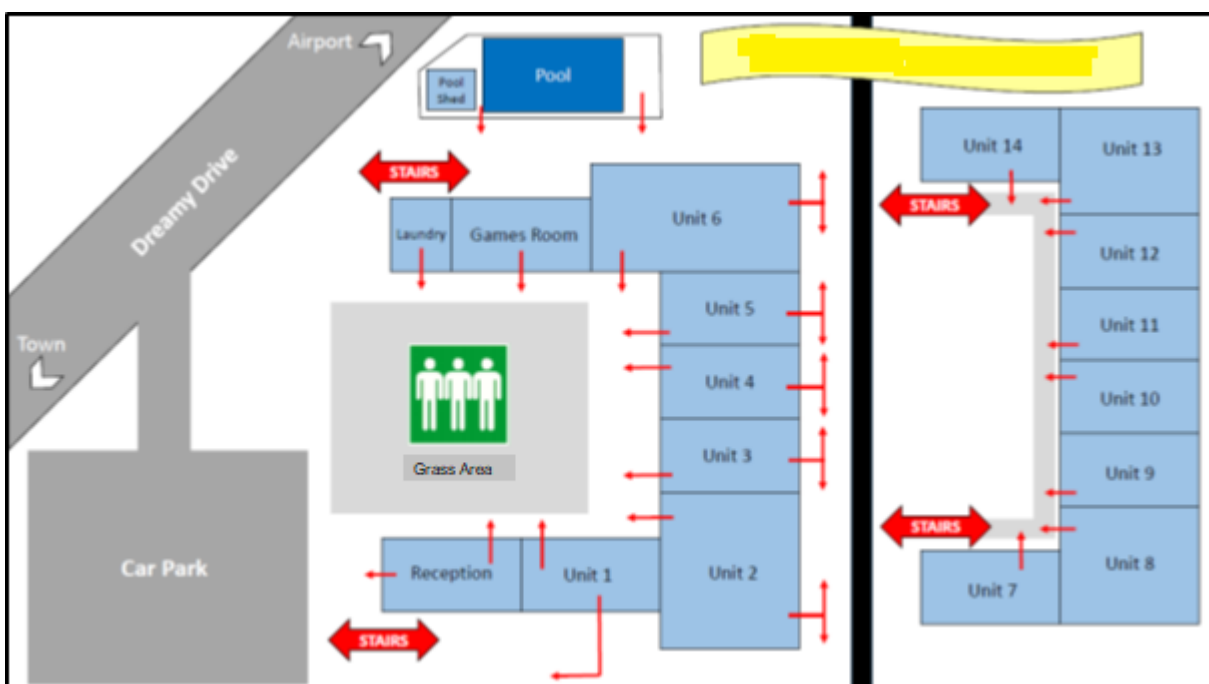 Airport
Dreamy Drive
Town
Car Park
Pool
Shed
Pool
STAIRS
Laundry
Games Room
Unit 6
Unit 5
Unit 4
Unit 3
Unit 2
Grass Area
Reception
Unit 1
STAIRS
Unit 14
Unit 13
STAIRS
Unit 12
Unit 11
Unit 10
Unit 9
STAIRS
Unit 8
Unit 7